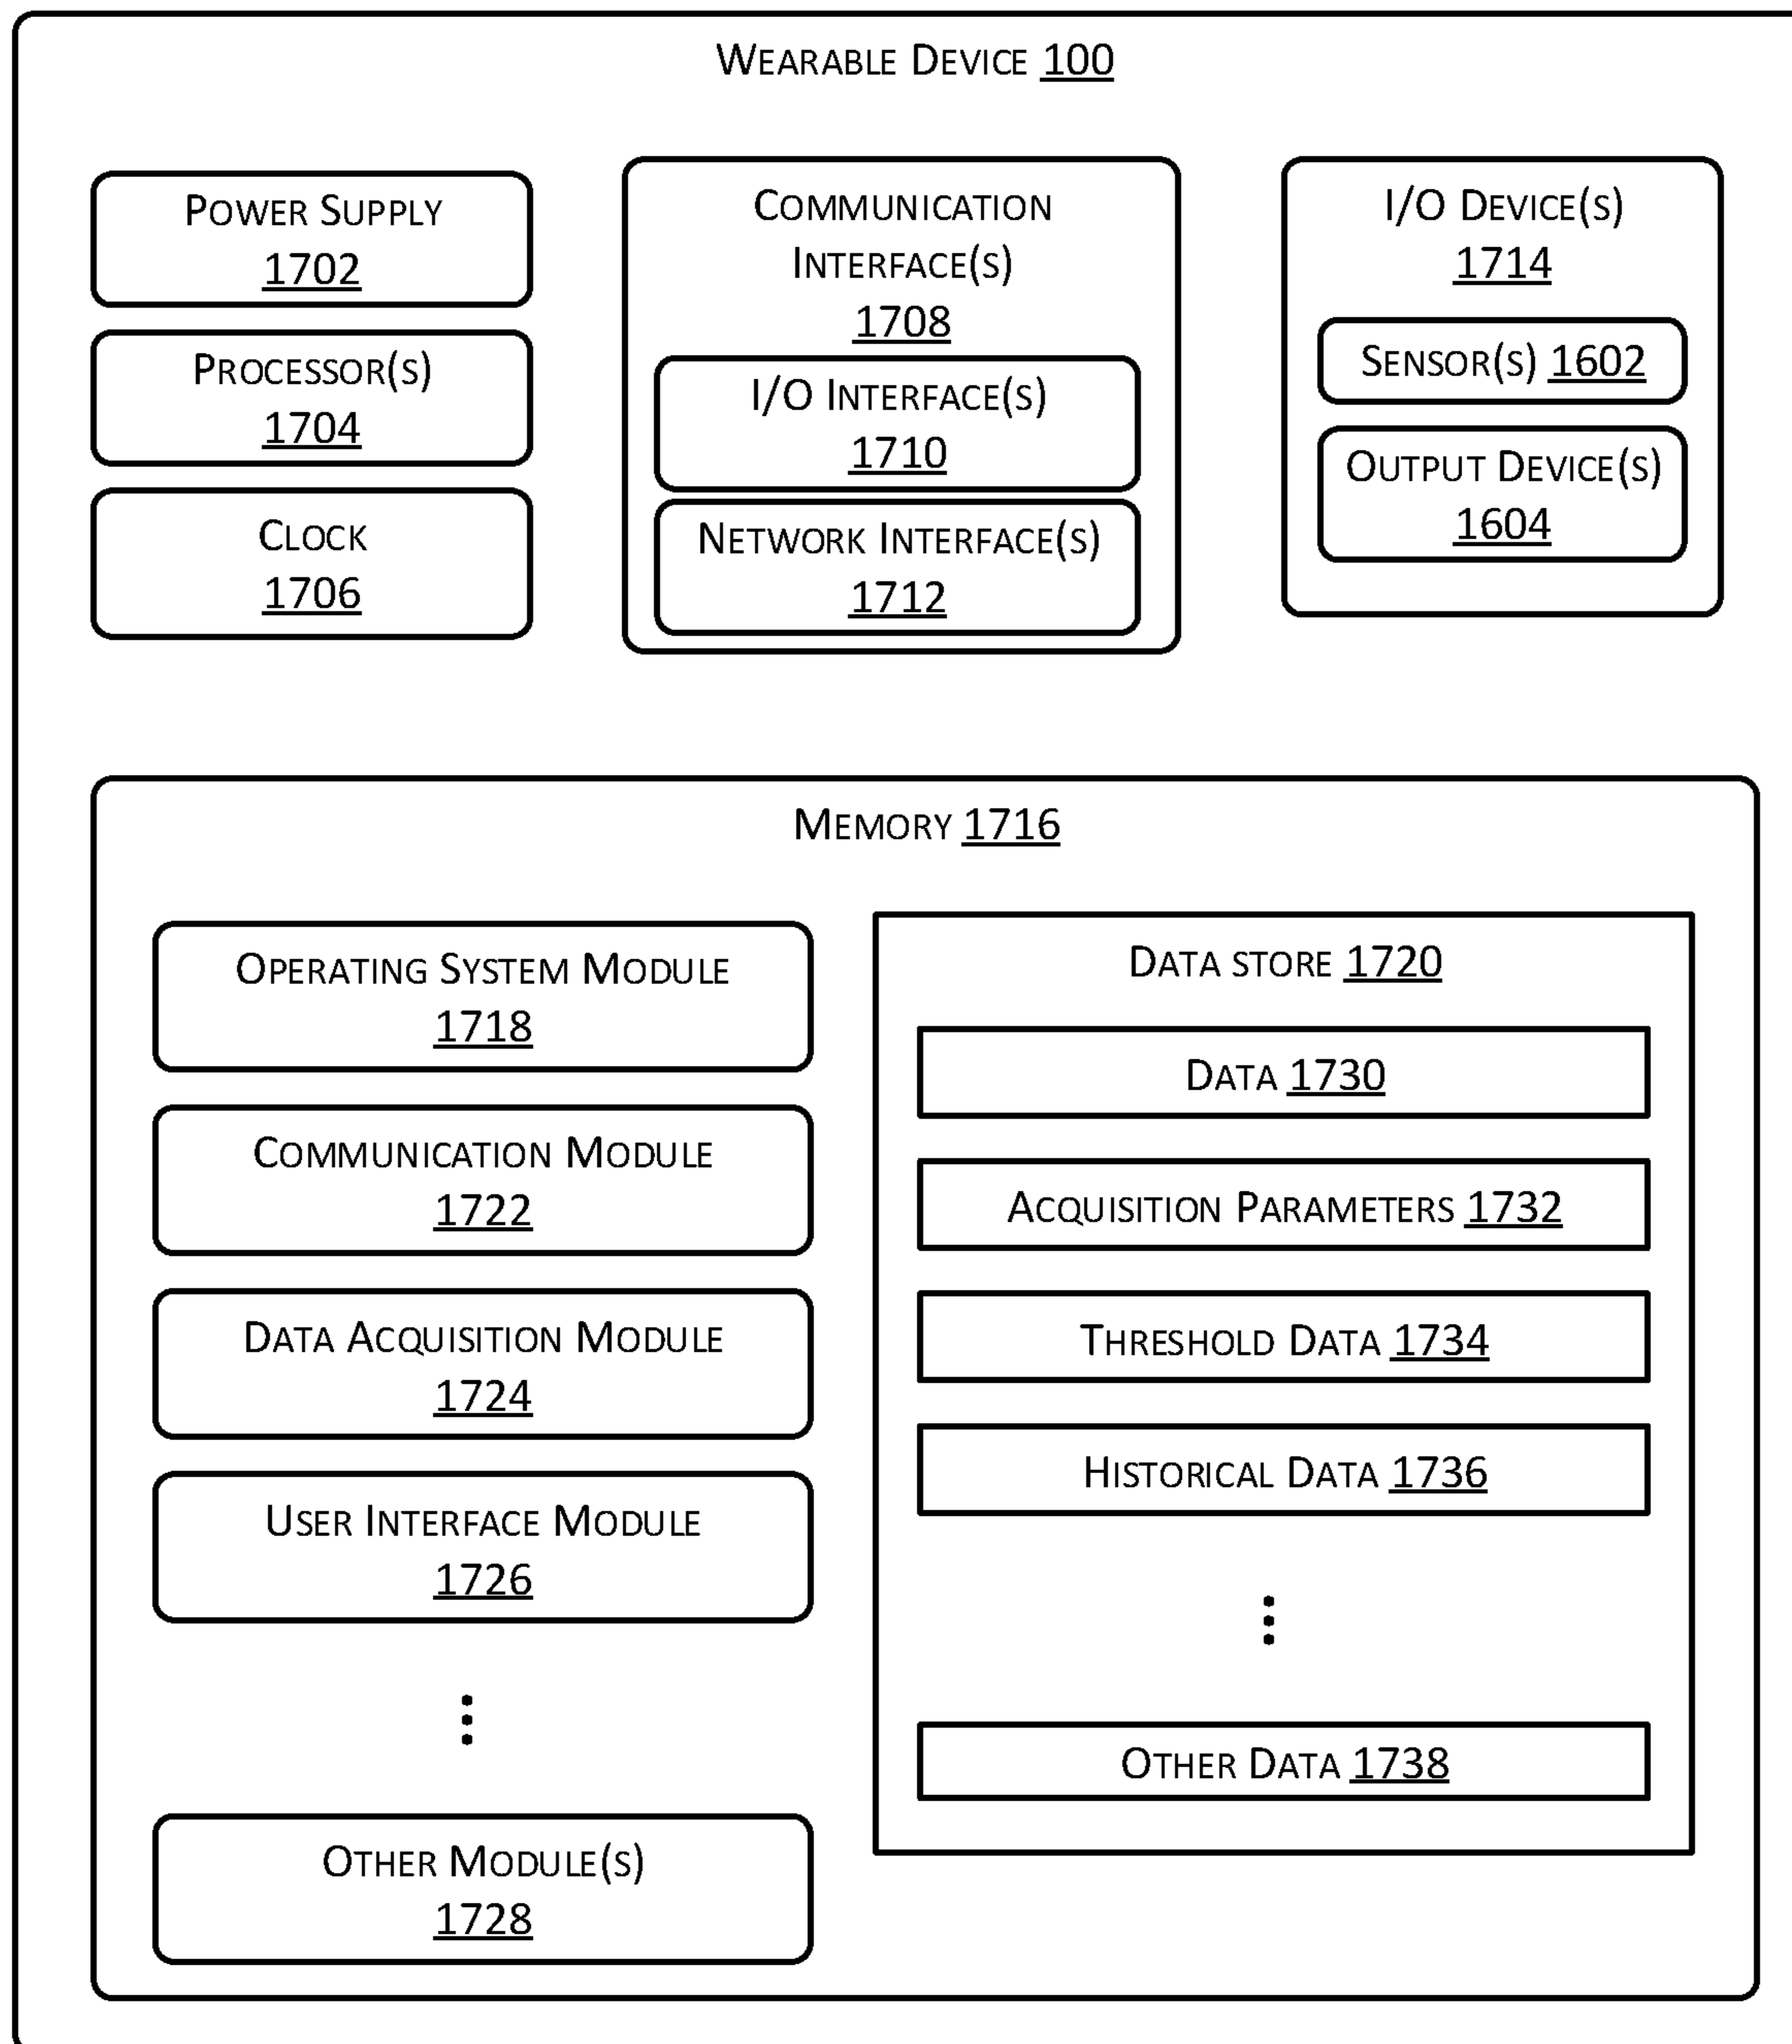 WEARABLE DEVICE 100
POWER SUPPLY
1702
PROCESSOR(S)
1704
CLOCK
1706
COMMUNICATION
INTERFACE(S)
1708
I/O INTERFACE(S)
1710
NETWORK INTERFACE(S)
1712
I/O DEVICE(S)
1714
SENSOR(S) 1602
OUTPUT DEVICE(S)
1604
MEMORY 1716
OPERATING SYSTEM MODULE
1718
COMMUNICATION MODULE
1722
DATA ACQUISITION MODULE
1724
USER INTERFACE MODULE
1726
OTHER MODULE(S)
1728
DATA STORE 1720
DATA 1730
ACQUISITION PARAMETERS 1732
THRESHOLD DATA 1734
HISTORICAL DATA 1736
OTHER DATA 1738